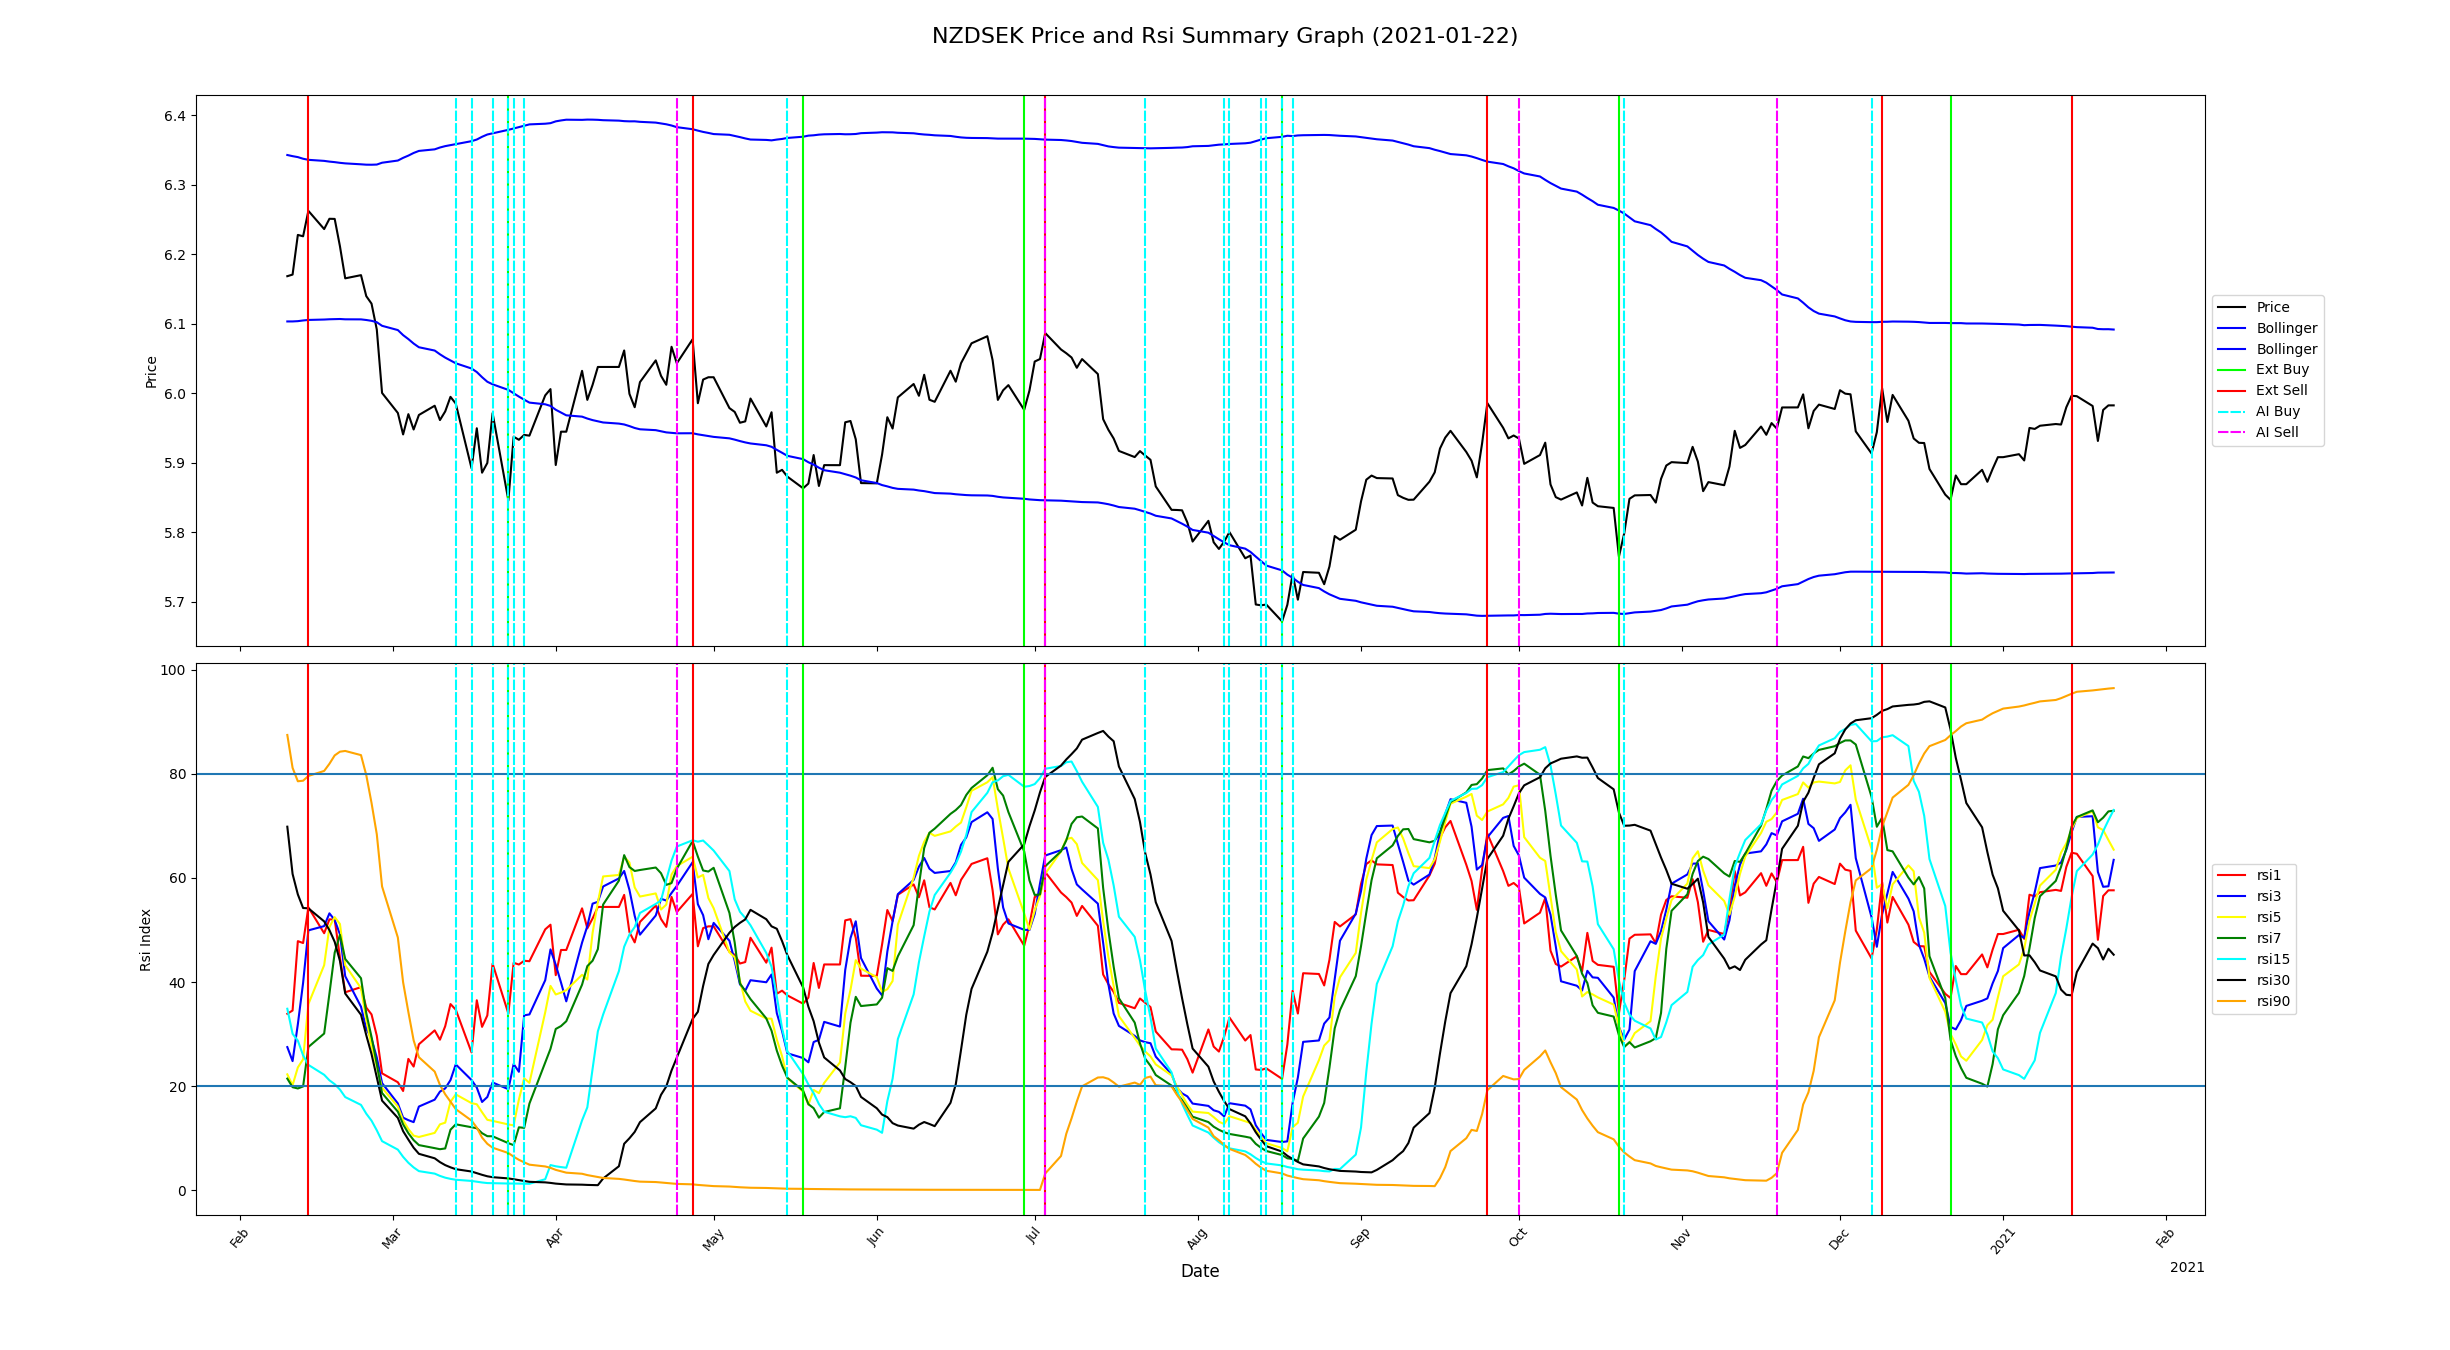 NZDSEK Price and Rsi Summary Graph (2021-01-22)
6.4
6.3
6.2
6.1
6.0
5.9
5.8
5.7
Price
Price
Bollinger
Bollinger
Ext Buy
Ext Sell
AI Buy
AI Sell
100
80
60
40
20
0
Rsi Index
rsi1
rsi3
rsi5
rsi7
rsi15
rsi30
rsi90
Feb
Mar
Apr
May
Jun
Jul
Aug
Sep
Oct
Nov
Dec
2021
Feb
Date
2021